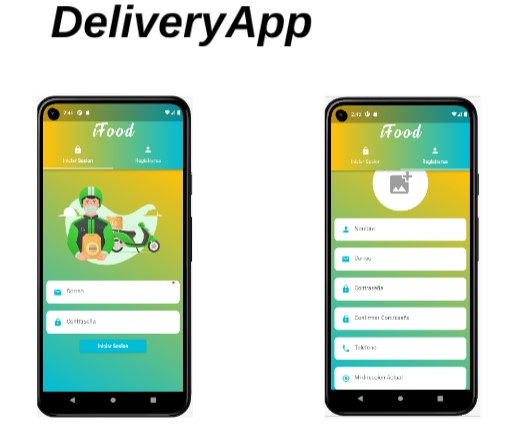 DeliveryApp
2:41
iFood
Iniciar Sesion
Registrarse
Correo
Contraseña
Iniciar Sesion
2:42
iFood
Iniciar Sesion
Registrarse
Nombre
Correo
Contraseña
Confirmar Contraseña
Telefono
Mi direccion Actual